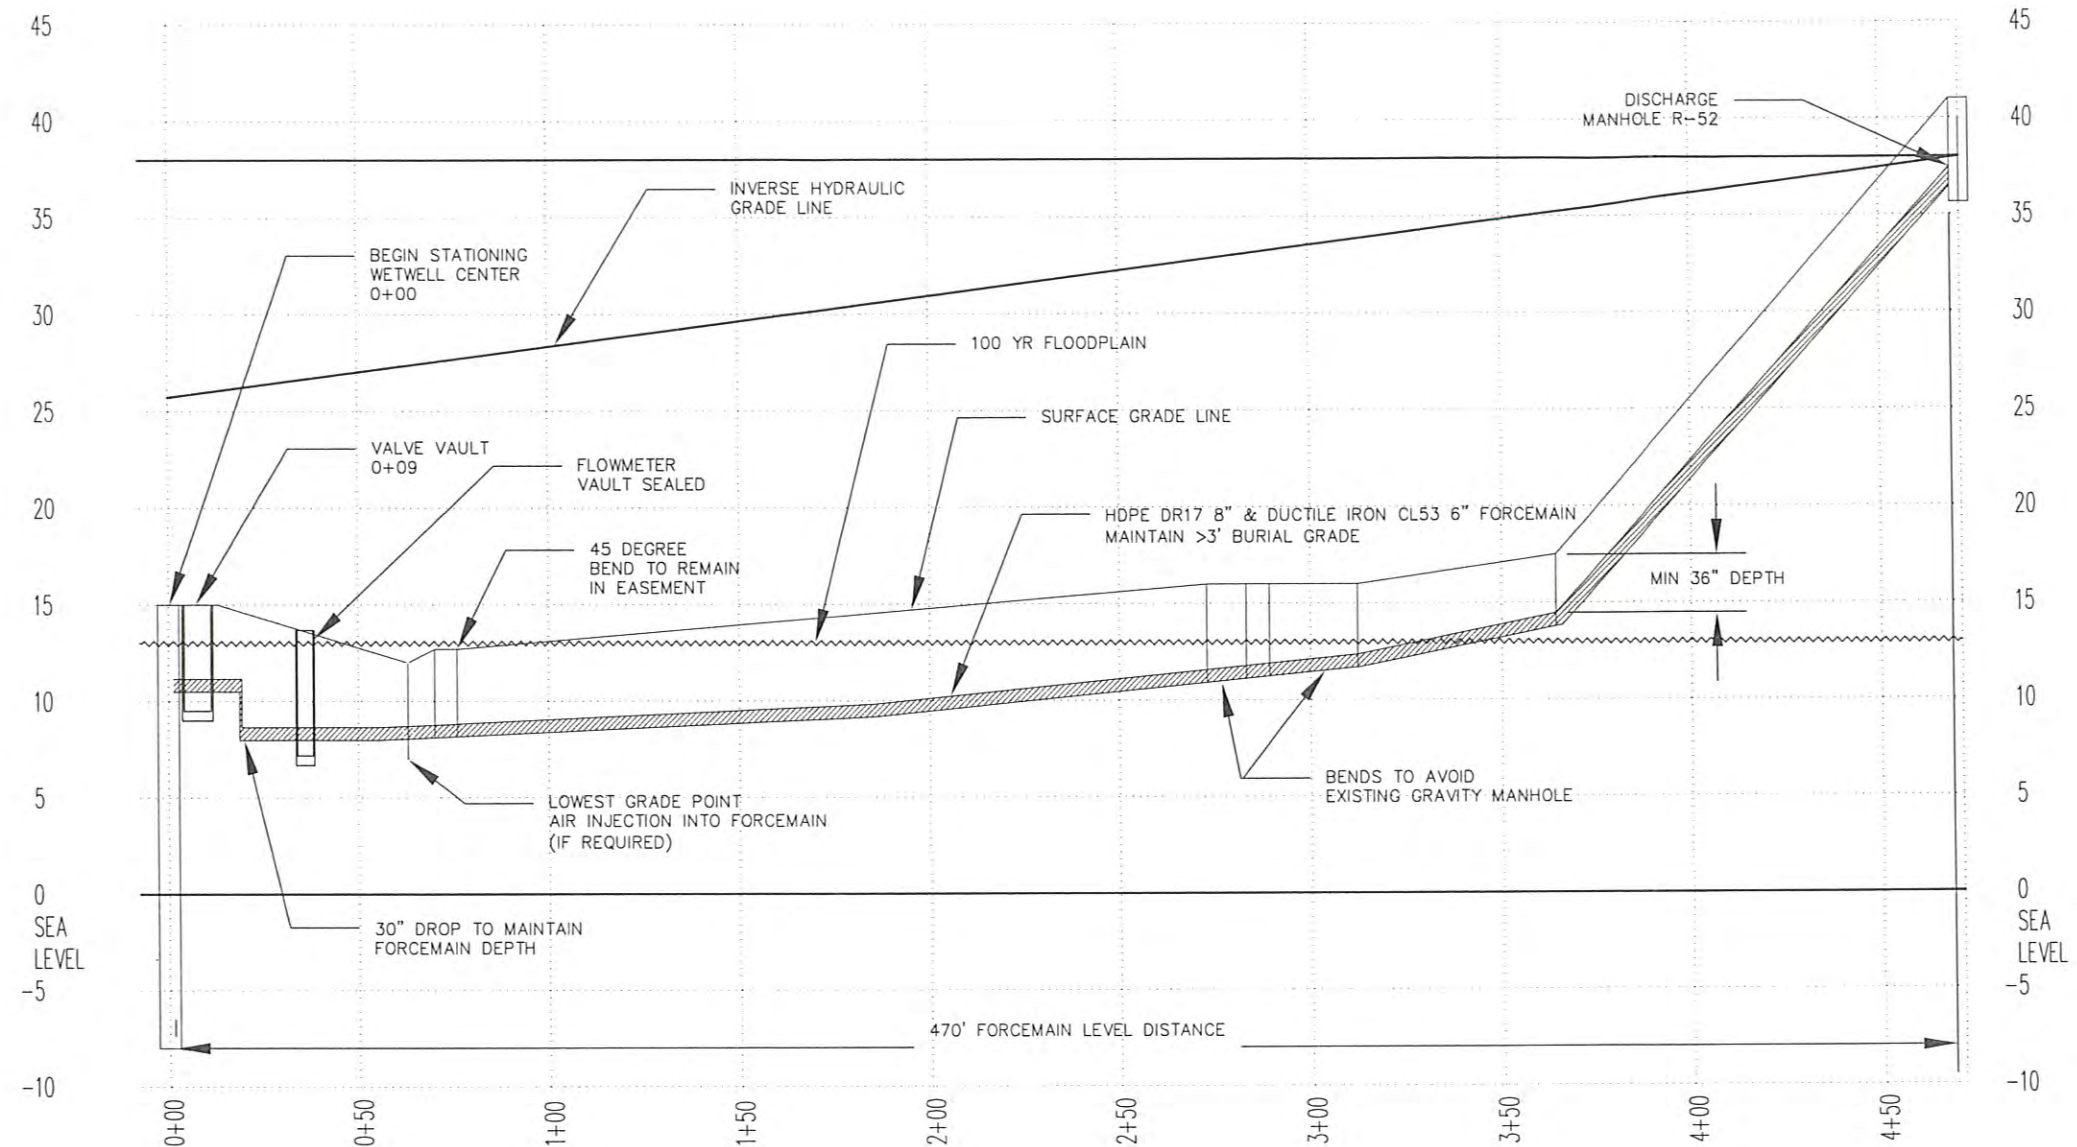 45
40
35
30
25
20
15
10
5
0
SEA
LEVEL
-5
-10
45
40
35
30
25
20
15
10
5
0
SEA
LEVEL
-5
-10
DISCHARGE
MANHOLE R-52
INVERSE HYDRAULIC
GRADE LINE
BEGIN STATIONING
WETWELL CENTER
0+00
100 YR FLOODPLAIN
SURFACE GRADE LINE
VALVE VAULT
0+09
FLOWMETER
VAULT SEALED
HDPE DR17 8" & DUCTILE IRON CL53 6" FORCEMAIN
MAINTAIN >3' BURIAL GRADE
45 DEGREE
BEND TO REMAIN
IN EASEMENT
MIN 36" DEPTH
BENDS TO AVOID
EXISTING GRAVITY MANHOLE
LOWEST GRADE POINT
AIR INJECTION INTO FORCEMAIN
(IF REQUIRED)
30" DROP TO MAINTAIN
FORCEMAIN DEPTH
470' FORCEMAIN LEVEL DISTANCE
0+00
0+50
1+00
1+50
2+00
2+50
3+00
3+50
4+00
4+50